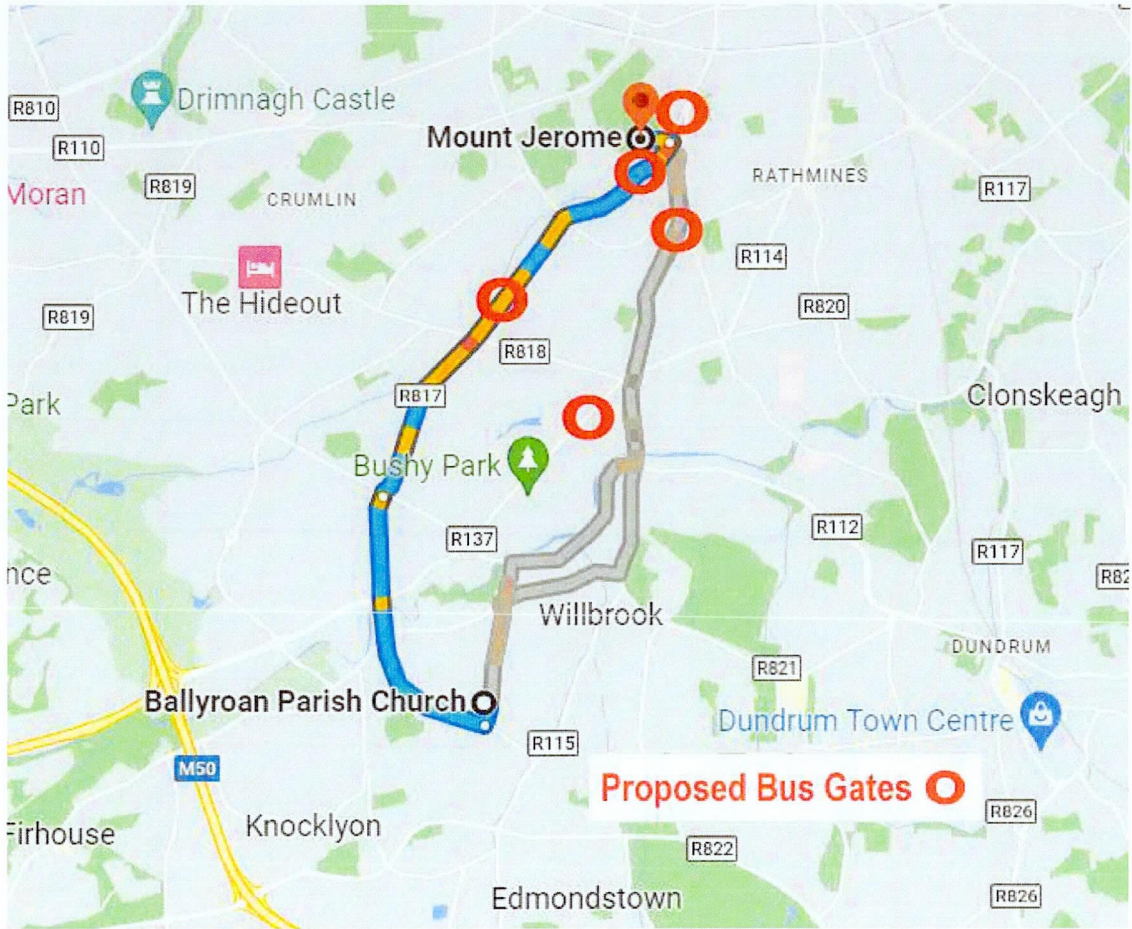 Drimnagh Castle
R810
Mount Jerome
R110
RATHMINES
Moran
R819
R117
CRUMLIN
R114
The Hideout
R819
R820
R818
R817
Park
Clonskeagh
Bushy Park
R112
R137
R117
nce
R82
Willbrook
DUNDRUM
R821
Ballyroan Parish Church
Dundrum Town Centre
R115
M50
Proposed Bus Gates
R826
Firhouse
Knocklyon
R822
Edmondstown
R826